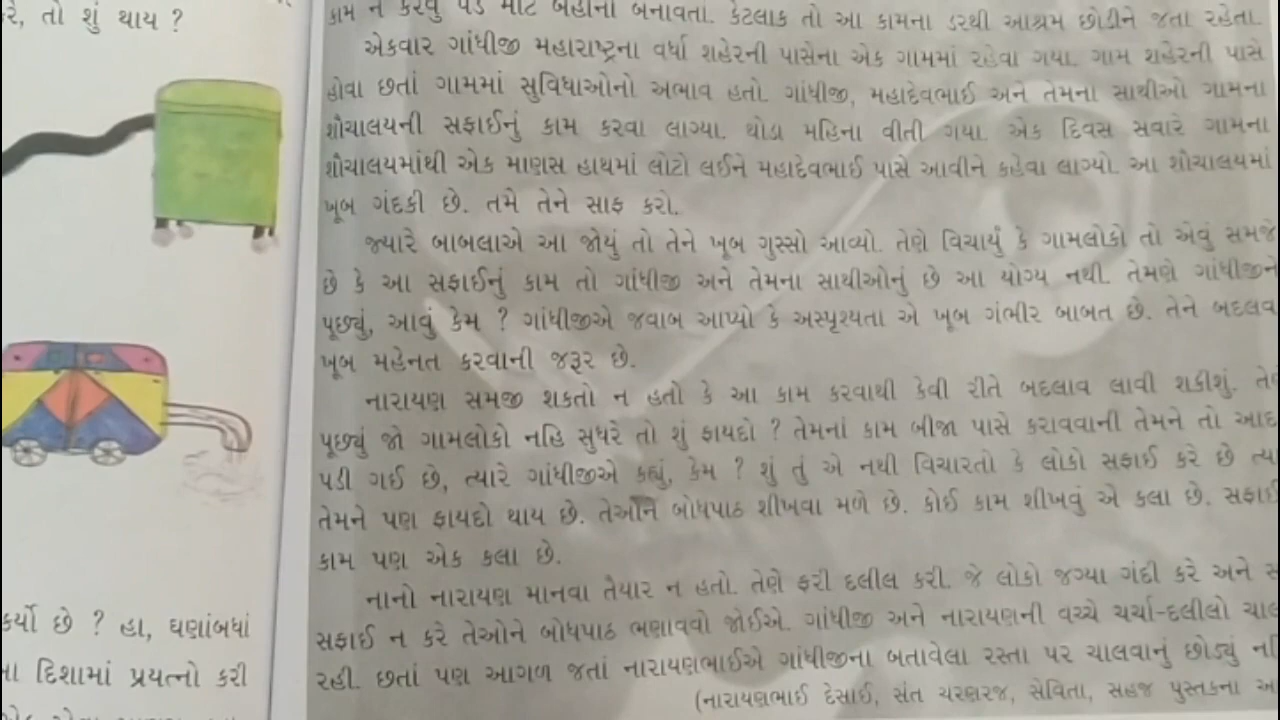 રે, તો શું થાય ?
કામ ન કરવું પડે માટે બહાનાં બનાવતા. કેટલાક તો આ કામના ડરથી આશ્રમ છોડીને જતા રહેતા.
એકવાર ગાંધીજી મહારાષ્ટ્રના વર્ધા શહેરની પાસેના એક ગામમાં રહેવા ગયા. ગામ શહેરની પાસે
હોવા છતાં ગામમાં સુવિધાઓનો અભાવ હતો. ગાંધીજી, મહાદેવભાઈ અને તેમના સાથીઓ ગામના
શૌચાલયની સફાઈનું કામ કરવા લાગ્યા. થોડા મહિના વીતી ગયા. એક દિવસ સવારે ગામના
શૌચાલયમાંથી એક માણસ હાથમાં લોટો લઈને મહાદેવભાઈ પાસે આવીને કહેવા લાગ્યો. આ શૌચાલયમાં
ખૂબ ગંદકી છે. તમે તેને સાફ કરો.
જ્યારે બાબલાએ આ જોયું તો તેને ખૂબ ગુસ્સો આવ્યો. તેણે વિચાર્યું કે ગામલોકો તો એવું સમજે
છે કે આ સફાઈનું કામ તો ગાંધીજી અને તેમના સાથીઓનું છે આ યોગ્ય નથી. તેમણે ગાંધીજીને
પૂછ્યું, આવું કેમ ? ગાંધીજીએ જવાબ આપ્યો કે અસ્પૃશ્યતા એ ખૂબ ગંભીર બાબત છે. તેને બદલવ
ખૂબ મહેનત કરવાની જરૂર છે.
નારાયણ સમજી શકતો ન હતો કે આ કામ કરવાથી કેવી રીતે બદલાવ લાવી શકીશું.
પૂછ્યું જો ગામલોકો નહિ સુધરે તો શું ફાયદો ? તેમનાં કામ બીજા પાસે કરાવવાની તેમને તો આદ
પડી ગઈ છે, ત્યારે ગાંધીજીએ કહ્યું, કેમ ? શું તું એ નથી વિચારતો કે લોકો સફાઈ કરે છે ત્યા
તેમને પણ ફાયદો થાય છે. તેઓને બોધપાઠ શીખવા મળે છે. કોઈ કામ શીખવું એ કલા છે. સફાઈ
કામ પણ એક કલા છે.
નાનો નારાયણ માનવા તૈયાર ન હતો. તેણે ફરી દલીલ કરી. જે લોકો જગ્યા ગંદી કરે અને સ
સફાઈ ન કરે તેઓને બોધપાઠ ભણાવવો જોઈએ. ગાંધીજી અને નારાયણની વચ્ચે ચર્ચા-દલીલો ચાલ
રહી. છતાં પણ આગળ જતાં નારાયણભાઈએ ગાંધીજીના બતાવેલા રસ્તા પર ચાલવાનું છોડ્યું નહિ
(નારાયણભાઈ દેસાઈ, સંત ચરણરજ, સેવિતા, સહજ પુસ્તકના આ
કર્યો છે ? હા, ઘણાંબધાં
ના દિશામાં પ્રયત્નો કરી